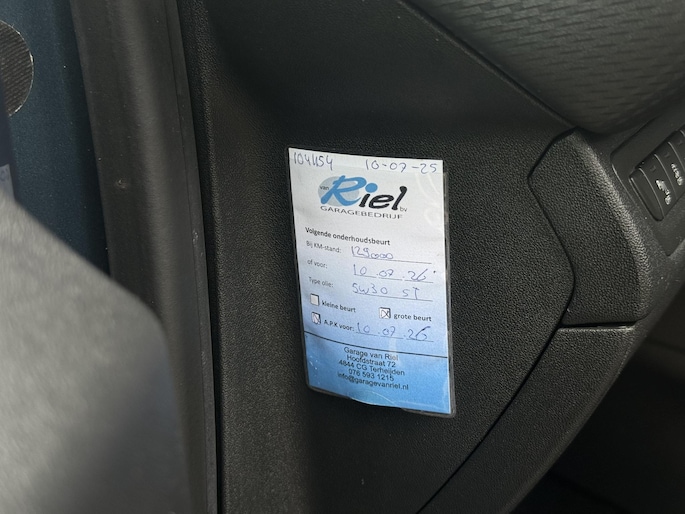 104454 10-07-25
van Riel bv
GARAGEBEDRIJF
Volgende onderhoudsbeurt
Bij KM-stand: 129000
of voor: 10.07.26
Type olie: 5W30 ST
kleine beurt grote beurt
A.P.K voor: 10.07.26
Garage van Riel
Hoofdstraat 72
4844 CG Terheijden
076 593 1215
info@garagevanriel.nl